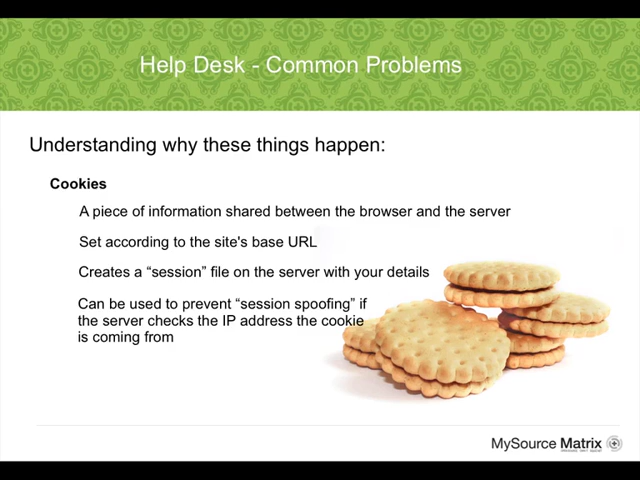 Help Desk - Common Problems
Understanding why these things happen:
Cookies
A piece of information shared between the browser and the server
Set according to the site's base URL
Creates a “session” file on the server with your details
Can be used to prevent “session spoofing” if
the server checks the IP address the cookie
is coming from
MySource Matrix